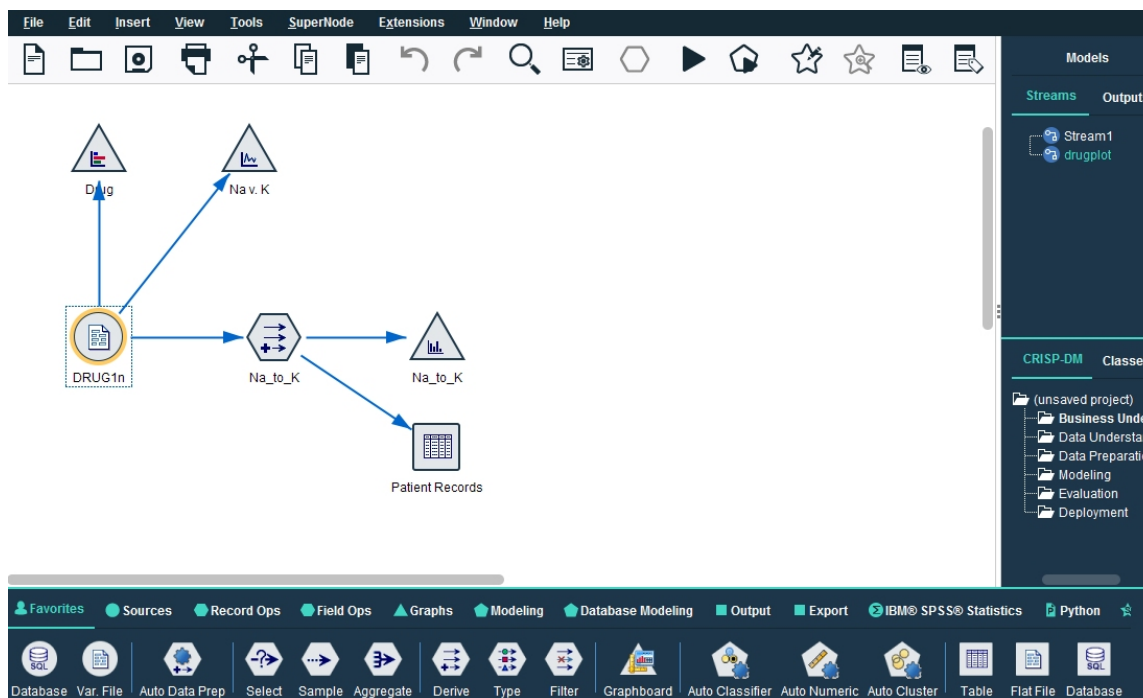 File Edit Insert View Tools SuperNode Extensions Window Help
Models
Streams Output
Stream1
drugplot
Drug
Na v. K
DRUG1n
Na_to_K
Na_to_K
Patient Records
CRISP-DM Classe
(unsaved project)
Business Unde
Data Understa
Data Preparati
Modeling
Evaluation
Deployment
Favorites Sources Record Ops Field Ops Graphs Modeling Database Modeling Output Export IBM® SPSS® Statistics Python
SQL SQL
Database Var. File Auto Data Prep Select Sample Aggregate Derive Type Filter Graphboard Auto Classifier Auto Numeric Auto Cluster Table Flat File Database